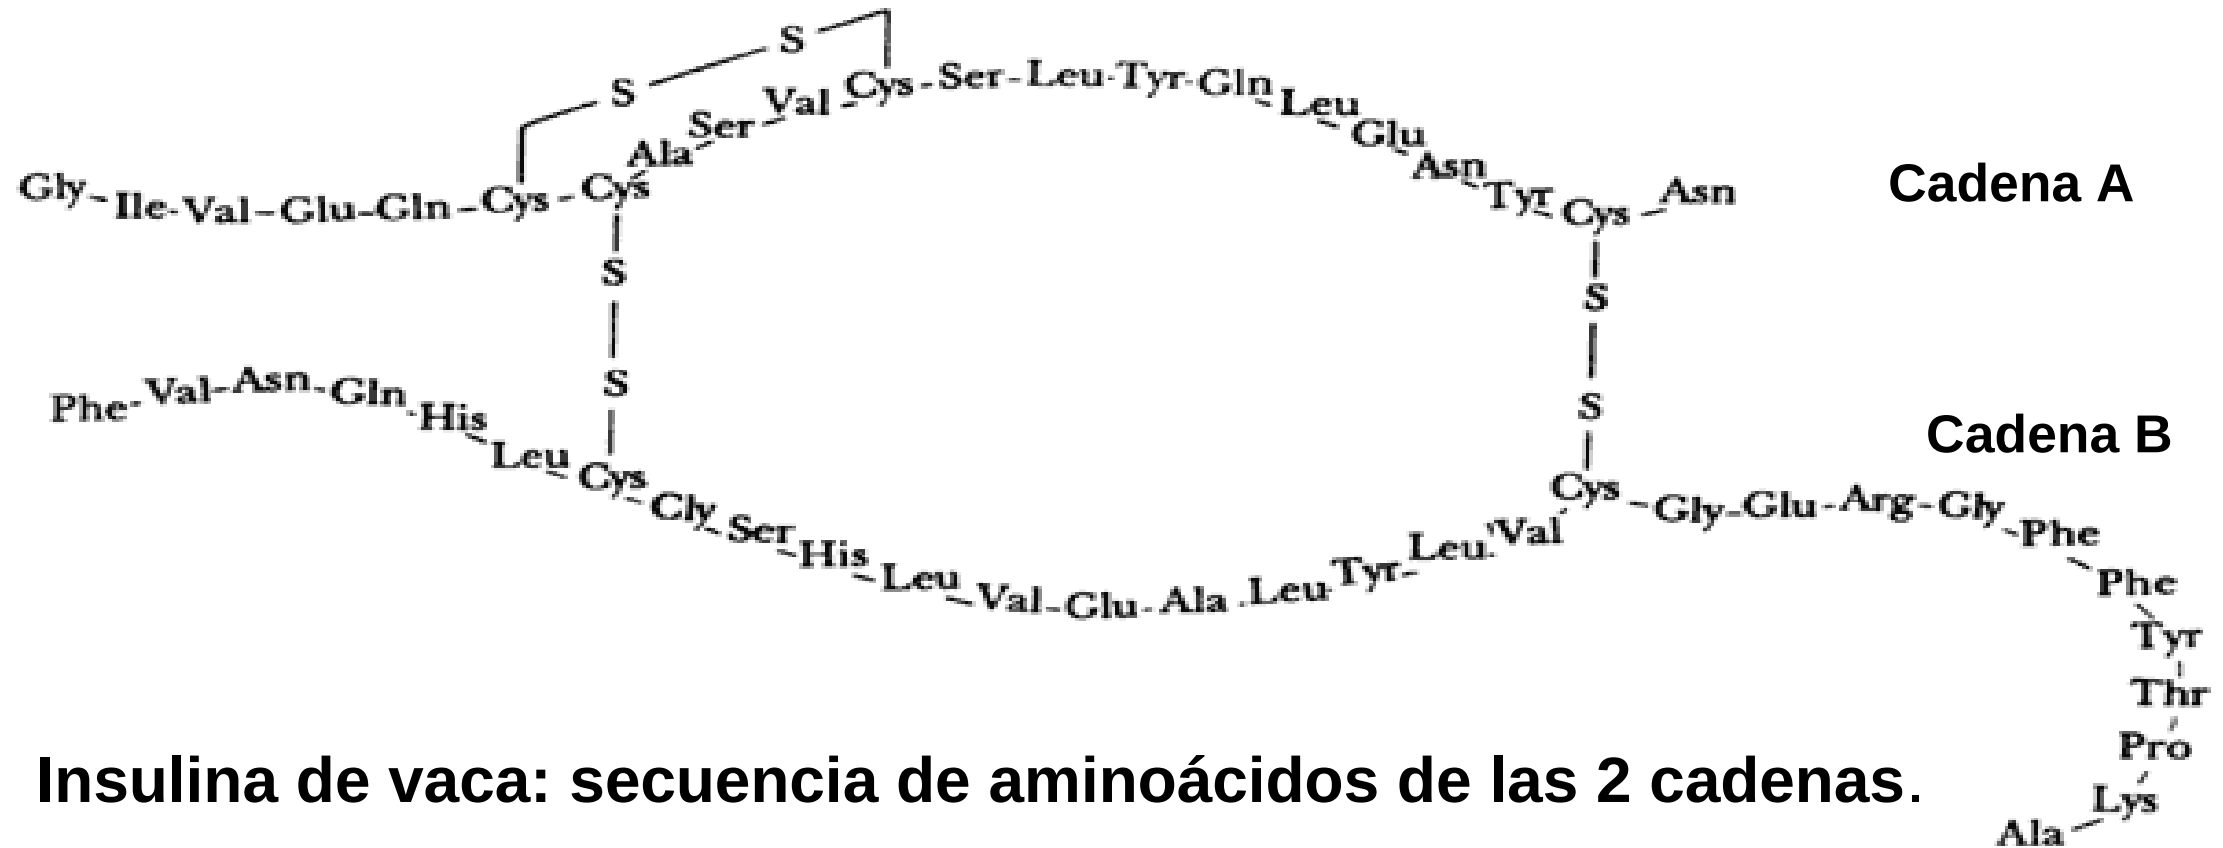 S
S
Gly-Ile-Val-Glu-Gln-Cys-Cys-Ala-Ser-Val-Cys-Ser-Leu-Tyr-Gln-Leu-Glu-Asn-Tyr-Cys-Asn
Cadena A
S
S
S
S
Cadena B
Phe-Val-Asn-Gln-His-Leu-Cys-Gly-Ser-His-Leu-Val-Glu-Ala-Leu-Tyr-Leu-Val-Cys-Gly-Glu-Arg-Gly-Phe-Phe-Tyr-Thr-Pro-Lys-Ala
Insulina de vaca: secuencia de aminoácidos de las 2 cadenas.